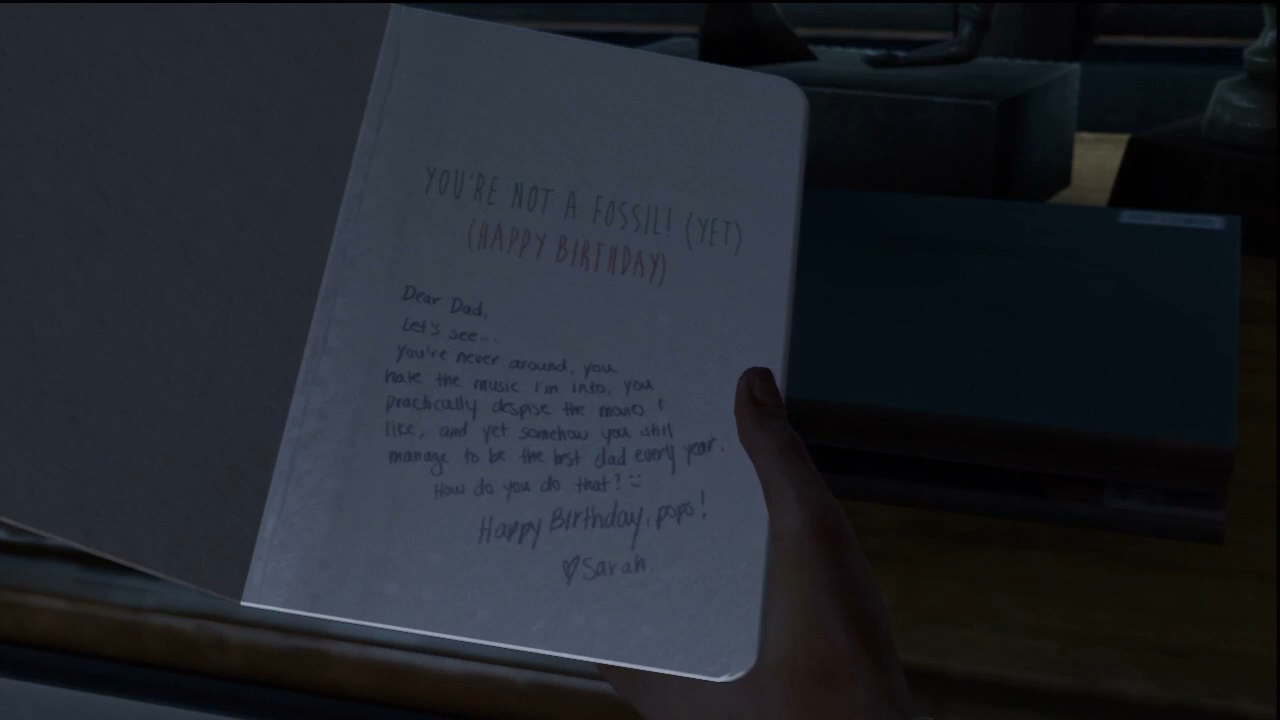 YOU'RE NOT A FOSSIL! (YET)
(HAPPY BIRTHDAY)
Dear Dad,
Let's see...
You're never around, you
hate the music I'm into, you
practically despise the movies I
like, and yet somehow you still
manage to be the best dad every year.
How do you do that? :)
Happy Birthday, pops!
♡ Sarah.